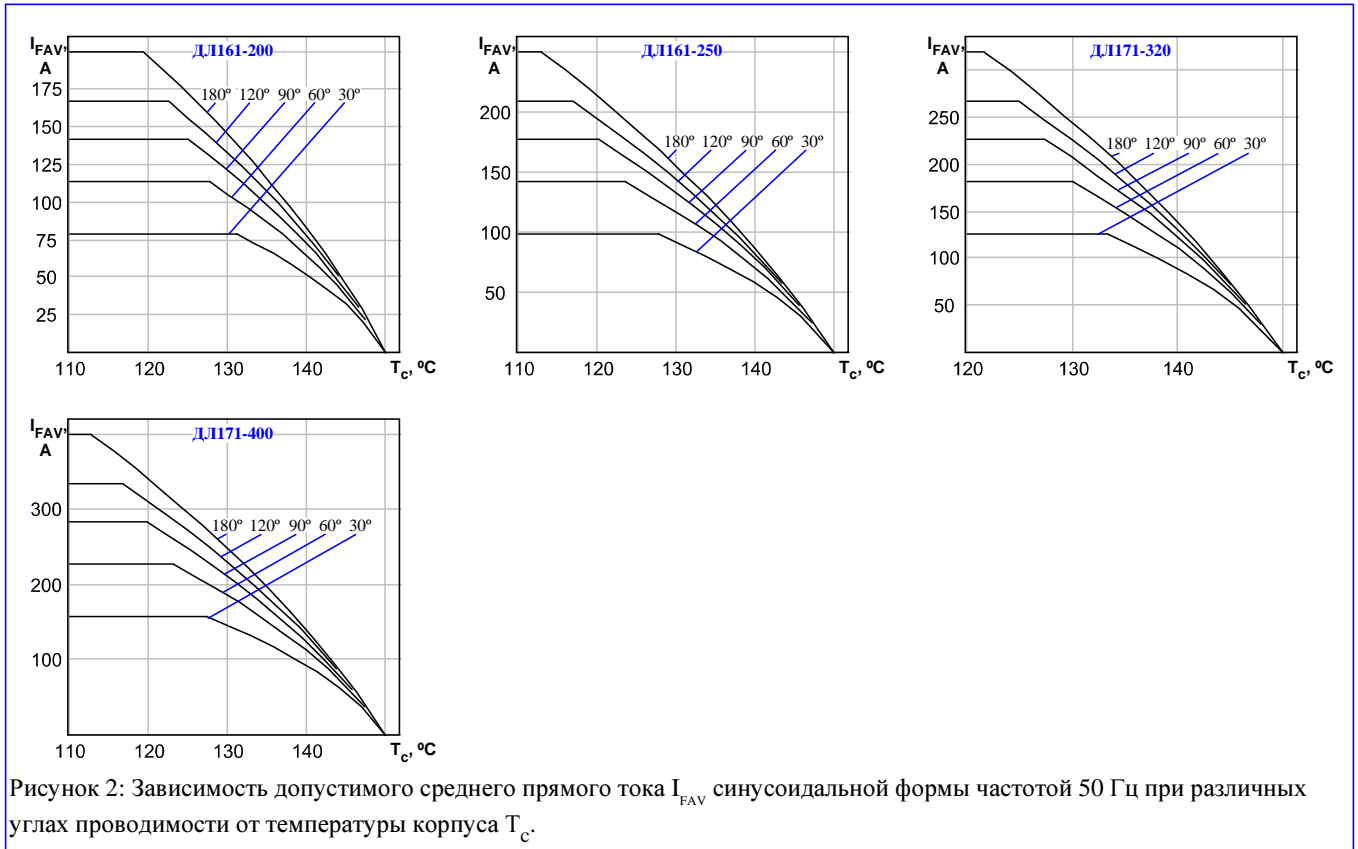 I_FAV,
A
ДЛ161-200
175
180º 120º 90º 60º 30º
150
125
100
75
50
25
110 120 130 140 T_c, ºC
I_FAV,
A
ДЛ161-250
200
180º 120º 90º 60º 30º
150
100
50
110 120 130 140 T_c, ºC
I_FAV,
A
ДЛ171-320
250
180º 120º 90º 60º 30º
200
150
100
50
120 130 140 T_c, ºC
I_FAV,
A
ДЛ171-400
300
180º 120º 90º 60º 30º
200
100
110 120 130 140 T_c, ºC
Рисунок 2: Зависимость допустимого среднего прямого тока I_FAV синусоидальной формы частотой 50 Гц при различных
углах проводимости от температуры корпуса T_c.